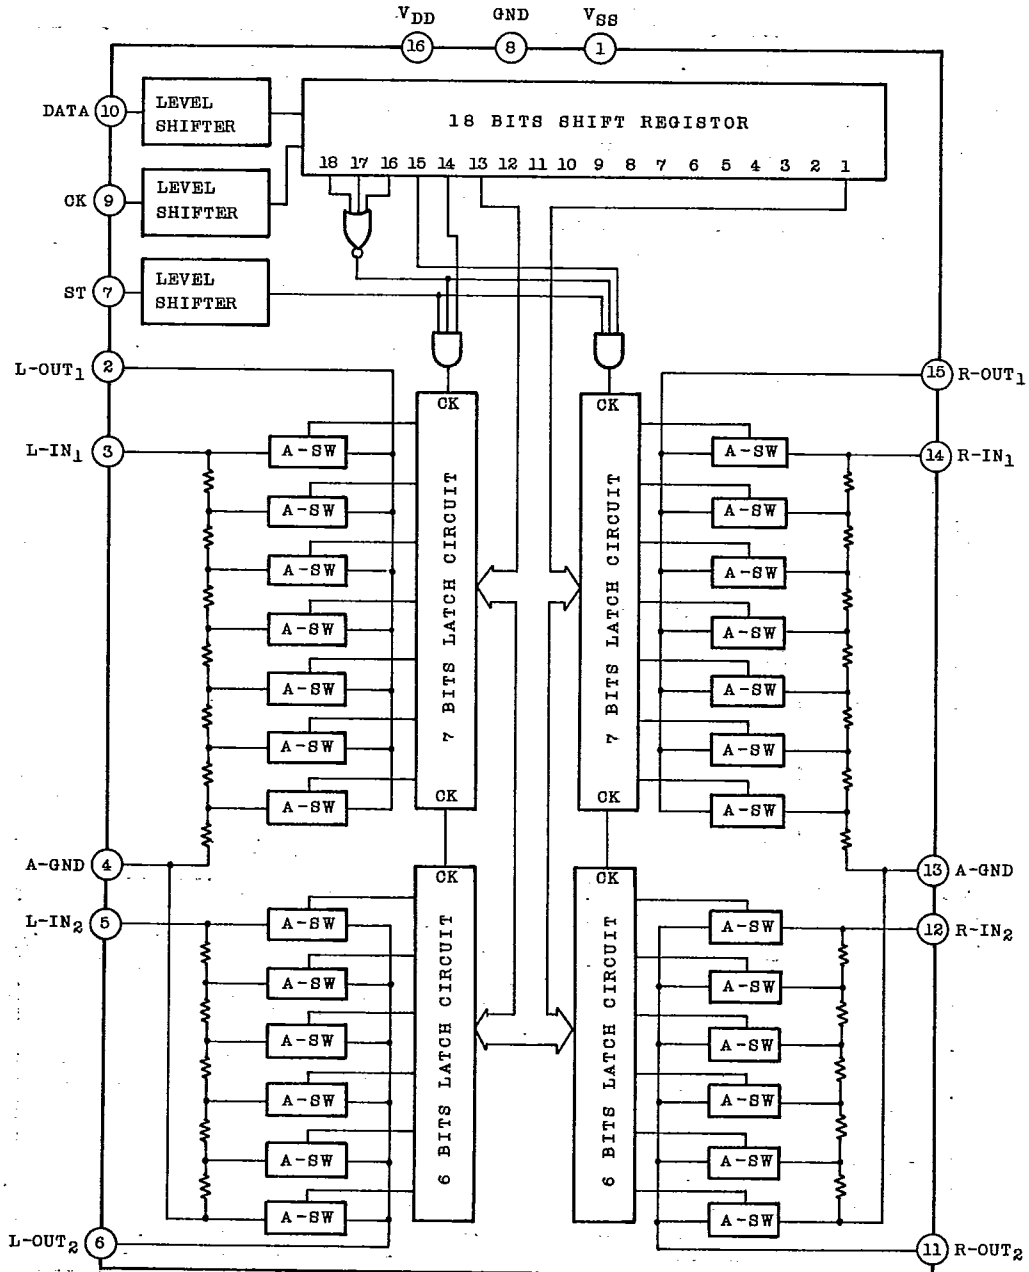 VDD GND VSS
16 8 1
DATA 10 LEVEL SHIFTER
18 BITS SHIFT REGISTOR
18 17 16 15 14 13 12 11 10 9 8 7 6 5 4 3 2 1
CK 9 LEVEL SHIFTER
ST 7 LEVEL SHIFTER
L-OUT1 2
15 R-OUT1
CK CK
L-IN1 3 A-SW A-SW 14 R-IN1
A-SW A-SW
A-SW A-SW
A-SW A-SW
A-SW A-SW
A-SW A-SW
A-SW A-SW
7 BITS LATCH CIRCUIT
7 BITS LATCH CIRCUIT
CK CK
A-GND 4 13 A-GND
CK CK
L-IN2 5 A-SW A-SW 12 R-IN2
A-SW A-SW
A-SW A-SW
A-SW A-SW
A-SW A-SW
A-SW A-SW
6 BITS LATCH CIRCUIT
6 BITS LATCH CIRCUIT
L-OUT2 6 11 R-OUT2